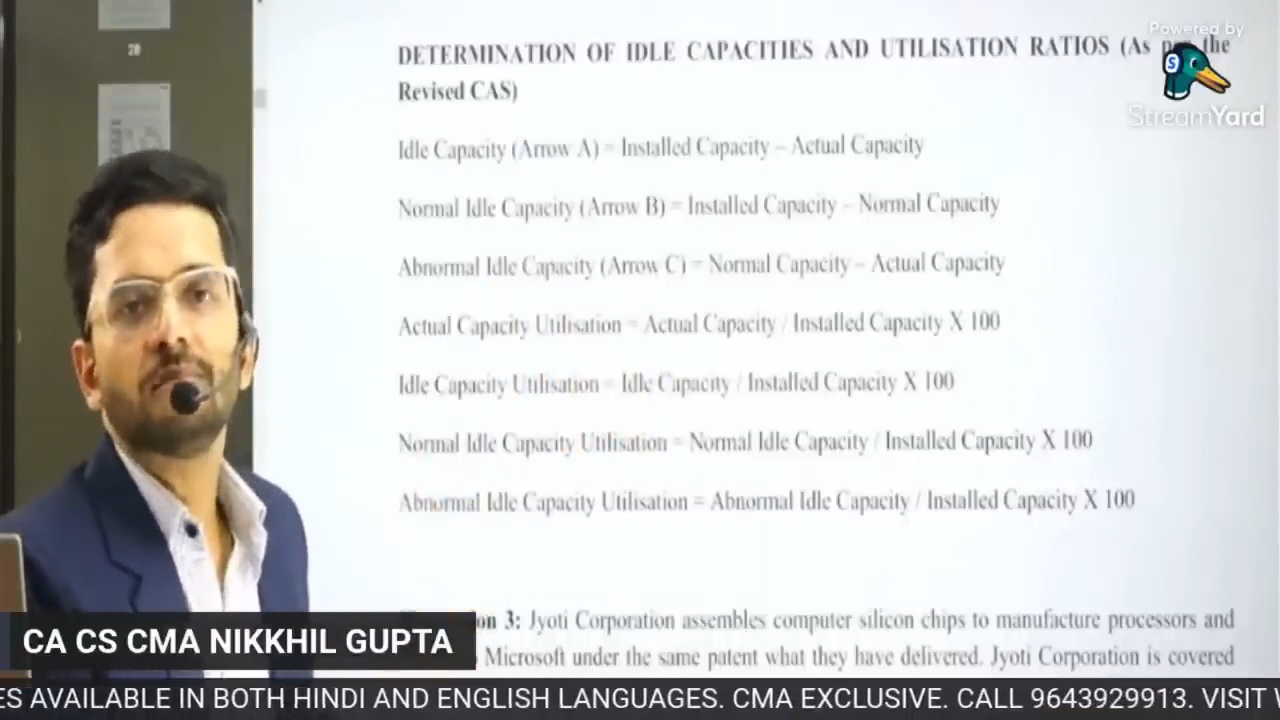 Powered by
StreamYard
20
DETERMINATION OF IDLE CAPACITIES AND UTILISATION RATIOS (As per the
Revised CAS)
Idle Capacity (Arrow A) = Installed Capacity – Actual Capacity
Normal Idle Capacity (Arrow B) = Installed Capacity – Normal Capacity
Abnormal Idle Capacity (Arrow C) = Normal Capacity – Actual Capacity
Actual Capacity Utilisation = Actual Capacity / Installed Capacity X 100
Idle Capacity Utilisation = Idle Capacity / Installed Capacity X 100
Normal Idle Capacity Utilisation = Normal Idle Capacity / Installed Capacity X 100
Abnormal Idle Capacity Utilisation = Abnormal Idle Capacity / Installed Capacity X 100
on 3: Jyoti Corporation assembles computer silicon chips to manufacture processors and
Microsoft under the same patent what they have delivered. Jyoti Corporation is covered
CA CS CMA NIKKHIL GUPTA
ES AVAILABLE IN BOTH HINDI AND ENGLISH LANGUAGES. CMA EXCLUSIVE. CALL 9643929913. VISIT